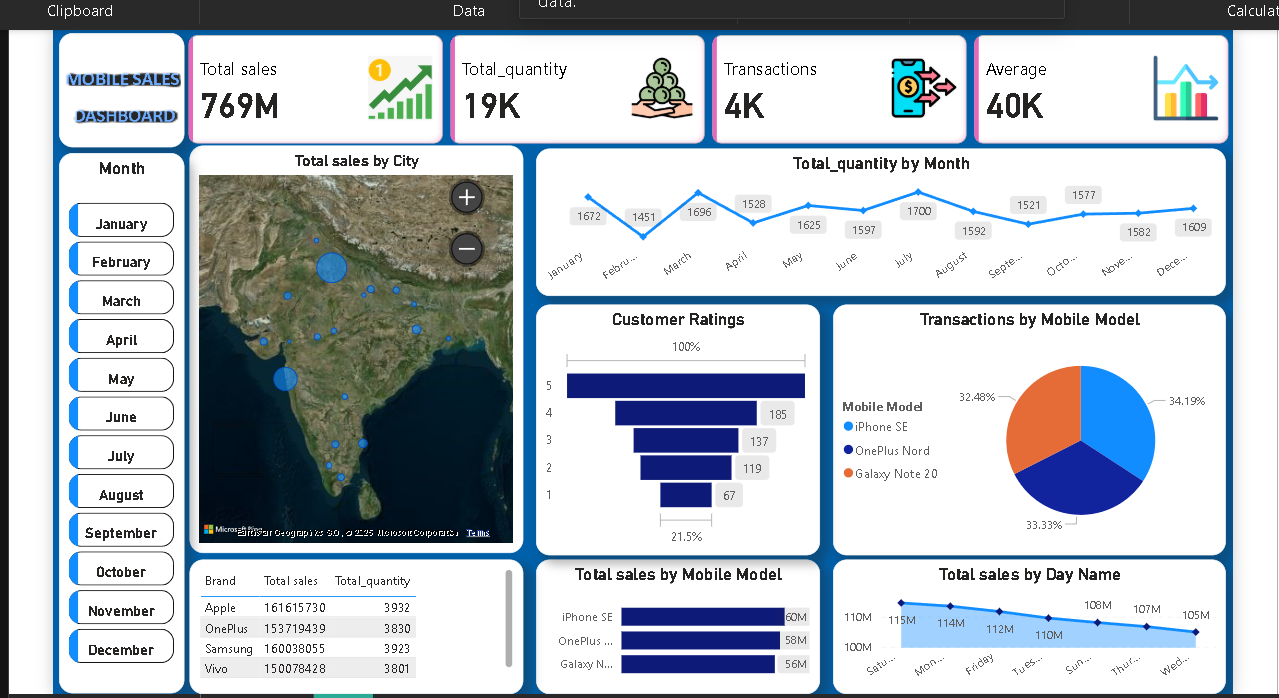 Clipboard
Data
data.
Calculat
MOBILE SALES
DASHBOARD
Total sales
769M
1
Total_quantity
19K
Transactions
4K
$
Average
40K
Month
January
February
March
April
May
June
July
August
September
October
November
December
Total sales by City
+
−
Microsoft Bing
Earthstar Geographics SIO, © 2025 Microsoft Corporatio
Terms
Total_quantity by Month
1672
1451
1696
1528
1625
1597
1700
1592
1521
1577
1582
1609
January
Febru...
March
April
May
June
July
August
Septe...
Octo...
Nove...
Dece...
Customer Ratings
100%
5
4
185
3
137
2
119
1
67
21.5%
Transactions by Mobile Model
Mobile Model
iPhone SE
OnePlus Nord
Galaxy Note 20
32.48%
34.19%
33.33%
Brand Total sales Total_quantity
Apple 161615730 3932
OnePlus 153719439 3830
Samsung 160038055 3923
Vivo 150078428 3801
Total sales by Mobile Model
iPhone SE 60M
OnePlus ... 58M
Galaxy N... 56M
Total sales by Day Name
110M
100M
115M
114M
112M
110M
108M
107M
105M
Satu...
Mon...
Friday
Tues...
Sun...
Thur...
Wed...